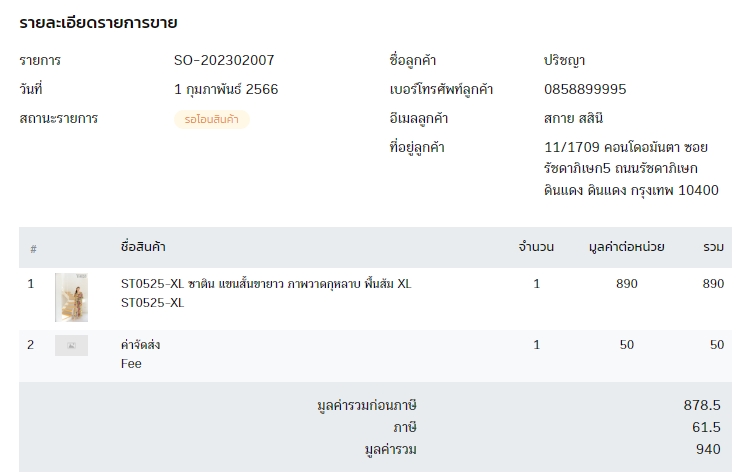 รายละเอียดรายการขาย
รายการ SO-202302007 ชื่อลูกค้า ปริชญา
วันที่ 1 กุมภาพันธ์ 2566 เบอร์โทรศัพท์ลูกค้า 0858899995
สถานะรายการ รอโอนสินค้า อีเมลลูกค้า สกาย สสินี
ที่อยู่ลูกค้า 11/1709 คอนโดอมันตา ซอย
รัชดาภิเษก5 ถนนรัชดาภิเษก
ดินแดง ดินแดง กรุงเทพ 10400
# ชื่อสินค้า จำนวน มูลค่าต่อหน่วย รวม
1 ST0525-XL ซาติน แขนสั้นขายาว ภาพวาดกุหลาบ พื้นส้ม XL 1 890 890
ST0525-XL
2 ค่าจัดส่ง 1 50 50
Fee
มูลค่ารวมก่อนภาษี 878.5
ภาษี 61.5
มูลค่ารวม 940